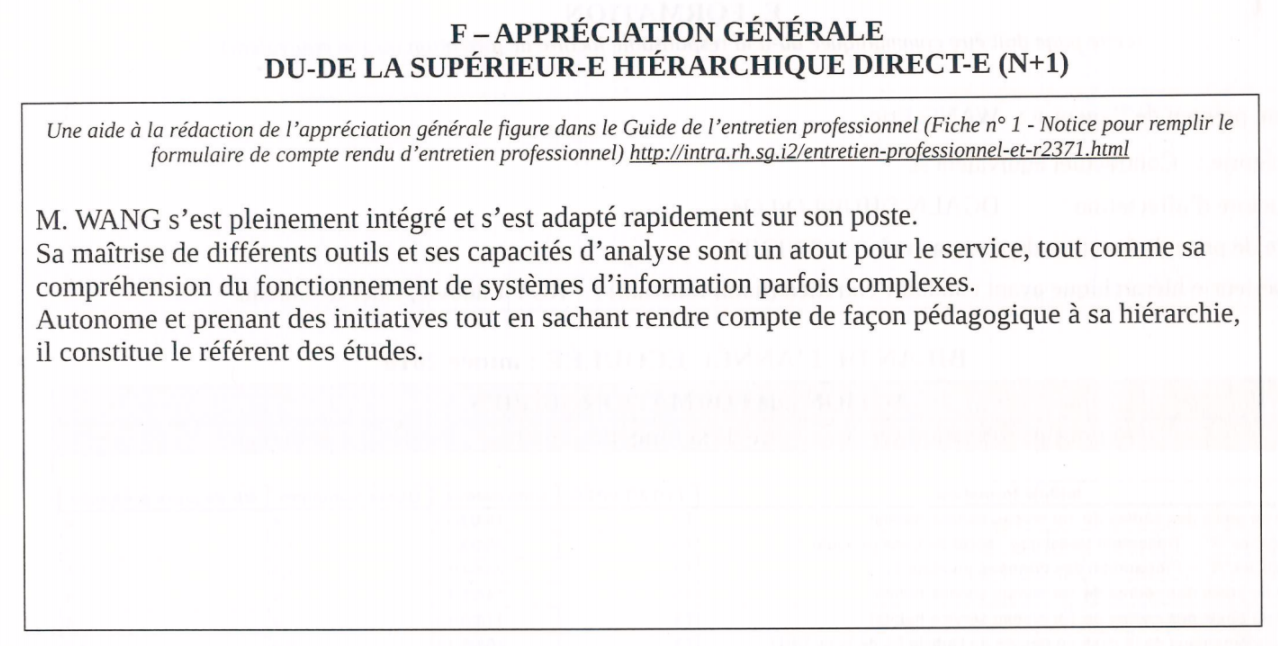 F – APPRÉCIATION GÉNÉRALE
DU-DE LA SUPÉRIEUR-E HIÉRARCHIQUE DIRECT-E (N+1)
Une aide à la rédaction de l’appréciation générale figure dans le Guide de l’entretien professionnel (Fiche n° 1 - Notice pour remplir le
formulaire de compte rendu d’entretien professionnel) http://intra.rh.sg.i2/entretien-professionnel-et-r2371.html
M. WANG s’est pleinement intégré et s’est adapté rapidement sur son poste.
Sa maîtrise de différents outils et ses capacités d’analyse sont un atout pour le service, tout comme sa
compréhension du fonctionnement de systèmes d’information parfois complexes.
Autonome et prenant des initiatives tout en sachant rendre compte de façon pédagogique à sa hiérarchie,
il constitue le référent des études.